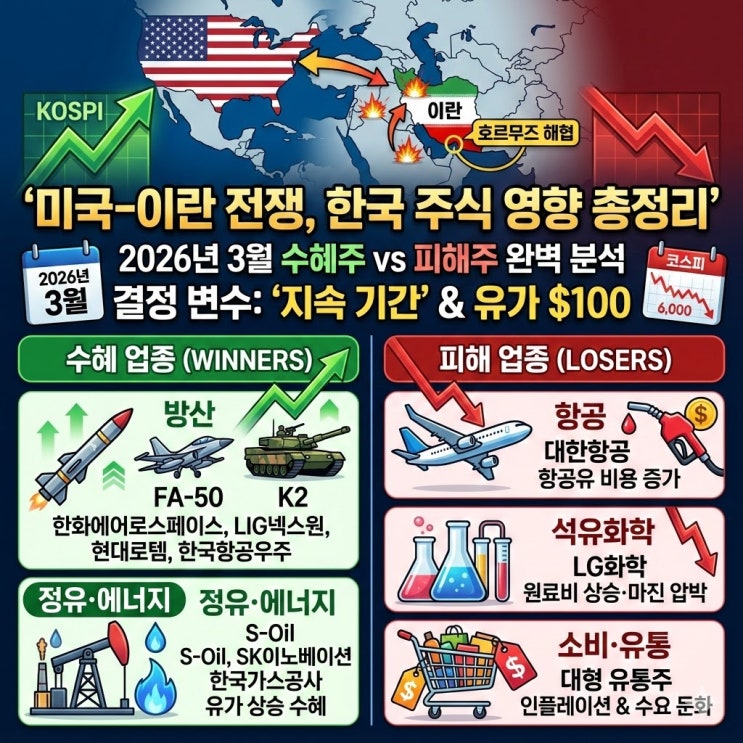 KOSPI
이란
호르무즈 해협
'미국-이란 전쟁, 한국 주식 영향 총정리'
2026년
3월
2026년 3월 수혜주 vs 피해주 완벽 분석
결정 변수: '지속 기간' & 유가 $100
코스피
6,000
수혜 업종 (WINNERS)
방산
FA-50
K2
한화에어로스페이스, LIG넥스원,
현대로템, 한국항공우주
정유·에너지
정유·에너지
S-Oil
S-Oil, SK이노베이션
한국가스공사
유가 상승 수혜
피해 업종 (LOSERS)
항공
$
대한항공
항공유 비용 증가
석유화학
LG화학
원료비 상승·마진 압박
소비·유통
$
$
대형 유통주
인플레이션 & 수요 둔화